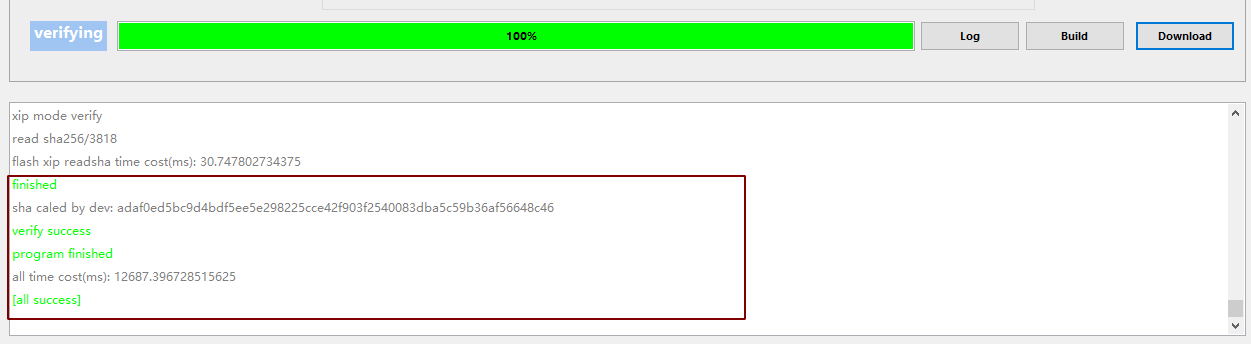 verifying
100%
Log
Build
Download
xip mode verify
read sha256/3818
flash xip readsha time cost(ms): 30.747802734375
finished
sha caled by dev: adaf0ed5bc9d4bdf5ee5e298225cce42f903f2540083dba5c59b36af56648c46
verify success
program finished
all time cost(ms): 12687.396728515625
[all success]